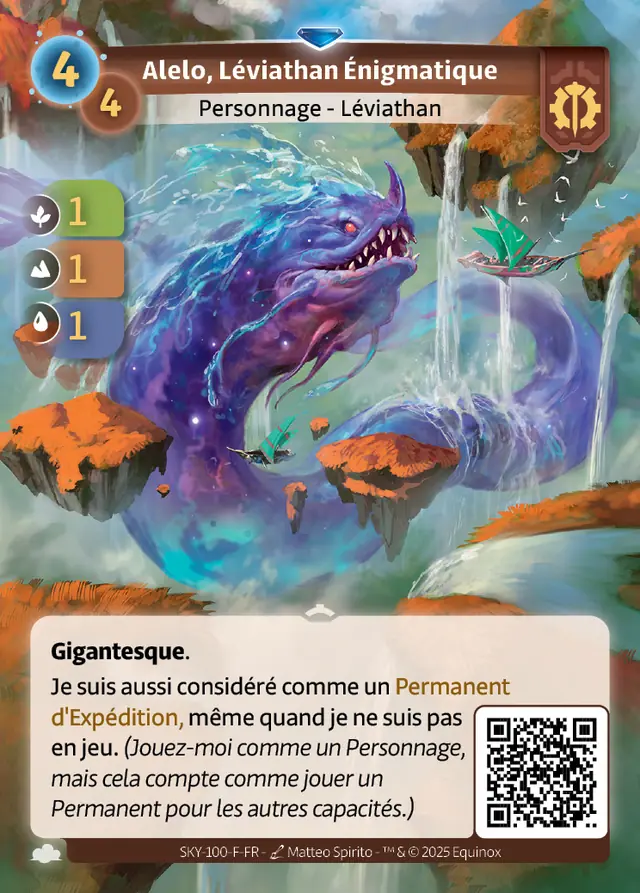 4
4
Alelo, Léviathan Énigmatique
Personnage - Léviathan
1
1
1
Gigantesque.
Je suis aussi considéré comme un Permanent
d'Expédition, même quand je ne suis pas
en jeu. (Jouez-moi comme un Personnage,
mais cela compte comme jouer un
Permanent pour les autres capacités.)
SKY-100-F-FR - Matteo Spirito - ™ & © 2025 Equinox